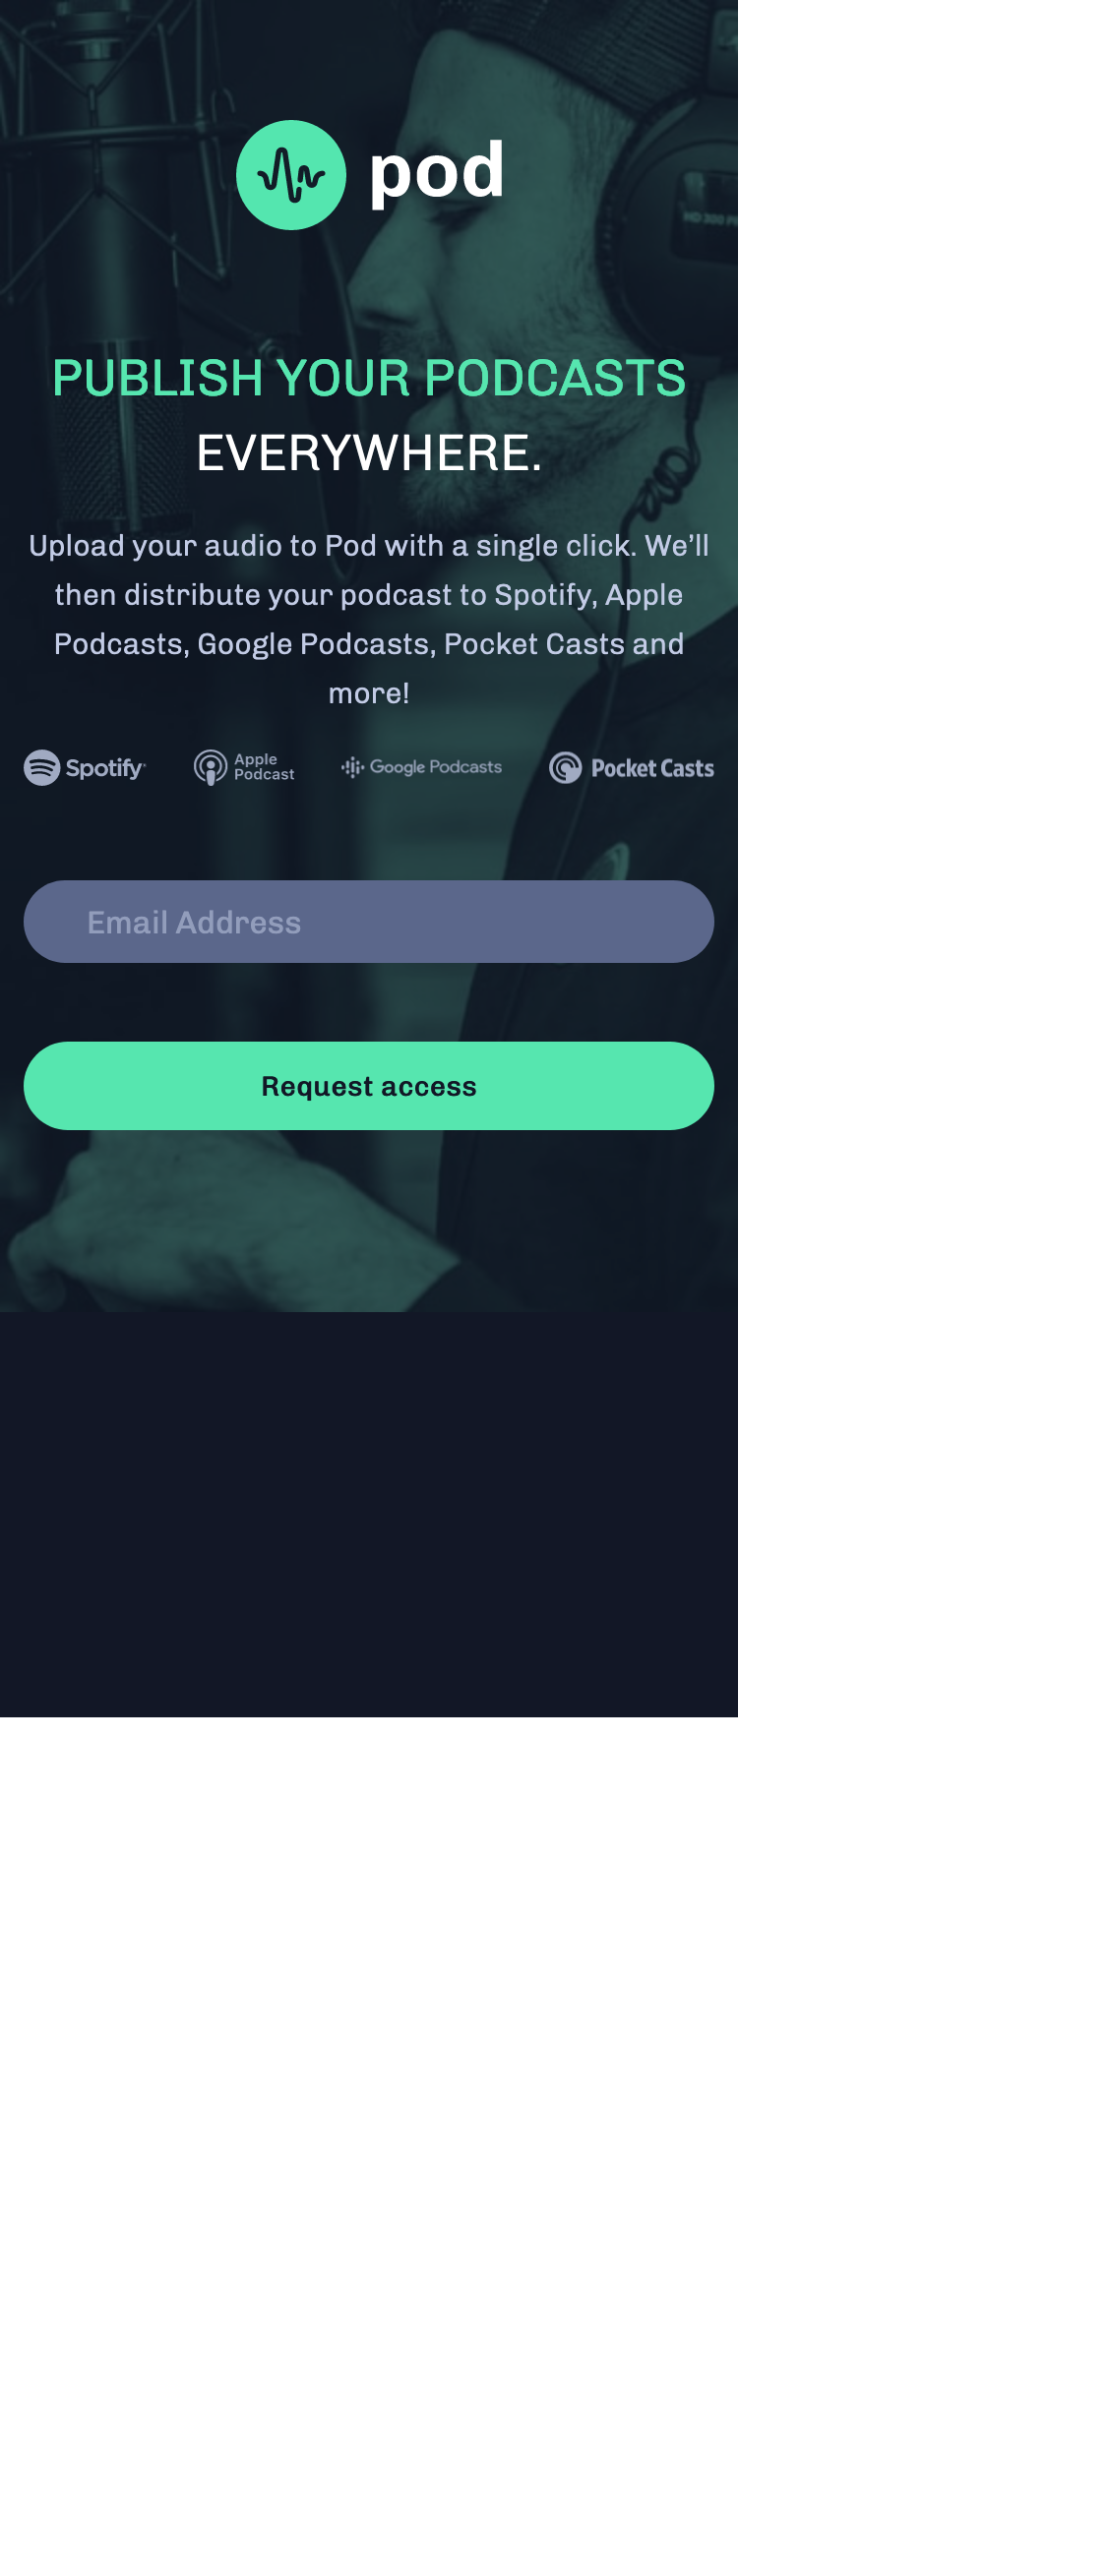 pod
PUBLISH YOUR PODCASTS
EVERYWHERE.
Upload your audio to Pod with a single click. We’ll
then distribute your podcast to Spotify, Apple
Podcasts, Google Podcasts, Pocket Casts and
more!
Spotify
Apple
Podcast
Google Podcasts
Pocket Casts
Email Address
Request access